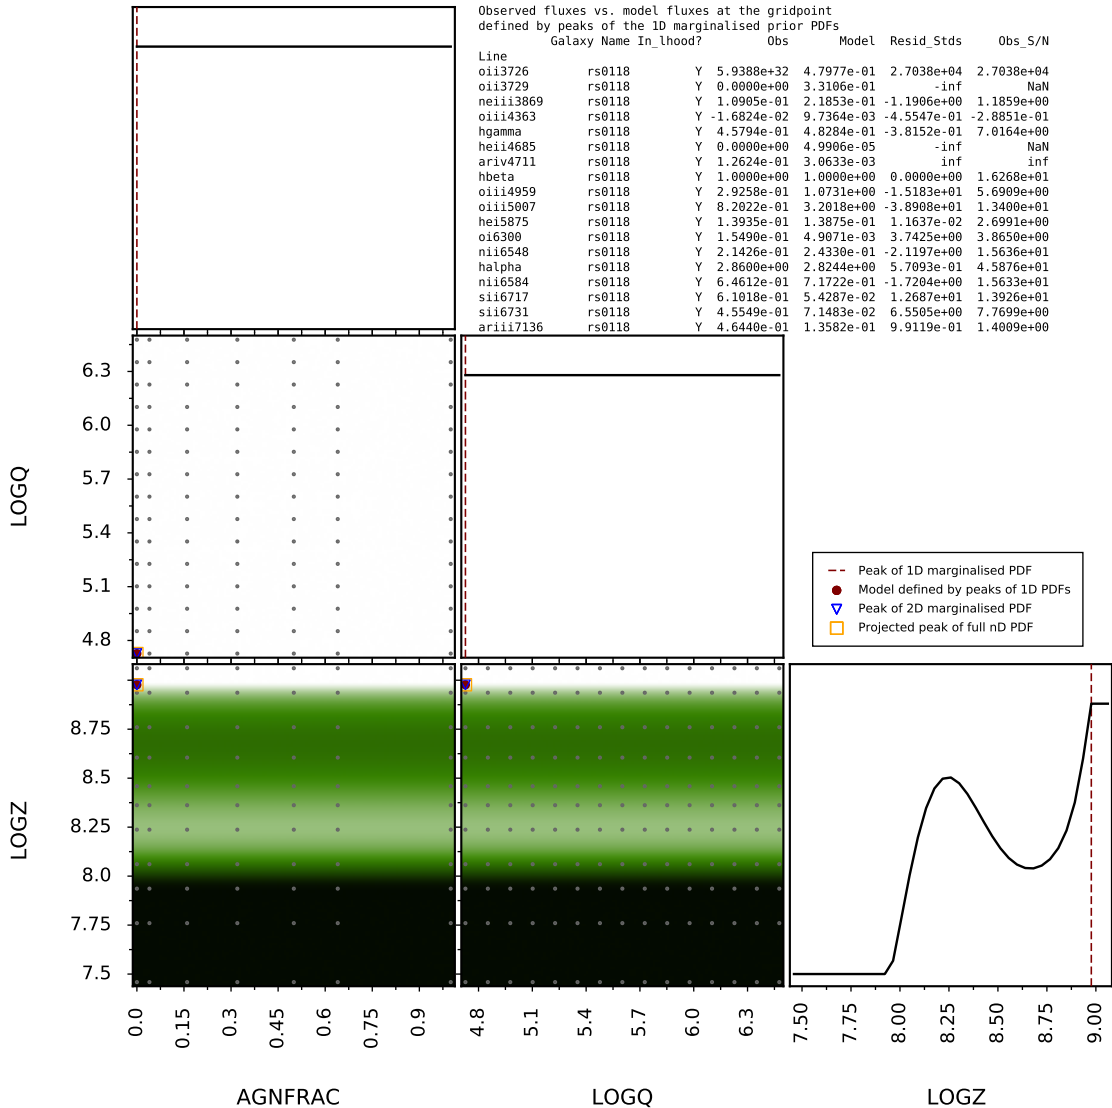 Observed fluxes vs. model fluxes at the gridpoint
defined by peaks of the 1D marginalised prior PDFs
Galaxy Name In_lhood? Obs Model Resid_Stds Obs_S/N
Line
oii3726 rs0118 Y 5.9388e+32 4.7977e-01 2.7038e+04 2.7038e+04
oii3729 rs0118 Y 0.0000e+00 3.3106e-01 -inf NaN
neiii3869 rs0118 Y 1.0905e-01 2.1853e-01 -1.1906e+00 1.1859e+00
oiii4363 rs0118 Y -1.6824e-02 9.7364e-03 -4.5547e-01 -2.8851e-01
hgamma rs0118 Y 4.5794e-01 4.8284e-01 -3.8152e-01 7.0164e+00
heii4685 rs0118 Y 0.0000e+00 4.9906e-05 -inf NaN
ariv4711 rs0118 Y 1.2624e-01 3.0633e-03 inf inf
hbeta rs0118 Y 1.0000e+00 1.0000e+00 0.0000e+00 1.6268e+01
oiii4959 rs0118 Y 2.9258e-01 1.0731e+00 -1.5183e+01 5.6909e+00
oiii5007 rs0118 Y 8.2022e-01 3.2018e+00 -3.8908e+01 1.3400e+01
hei5875 rs0118 Y 1.3935e-01 1.3875e-01 1.1637e-02 2.6991e+00
oi6300 rs0118 Y 1.5490e-01 4.9071e-03 3.7425e+00 3.8650e+00
nii6548 rs0118 Y 2.1426e-01 2.4330e-01 -2.1197e+00 1.5636e+01
halpha rs0118 Y 2.8600e+00 2.8244e+00 5.7093e-01 4.5876e+01
nii6584 rs0118 Y 6.4612e-01 7.1722e-01 -1.7204e+00 1.5633e+01
sii6717 rs0118 Y 6.1018e-01 5.4287e-02 1.2687e+01 1.3926e+01
sii6731 rs0118 Y 4.5549e-01 7.1483e-02 6.5505e+00 7.7699e+00
ariii7136 rs0118 Y 4.6440e-01 1.3582e-01 9.9119e-01 1.4009e+00
LOGQ
6.3
6.0
5.7
5.4
5.1
4.8
Peak of 1D marginalised PDF
Model defined by peaks of 1D PDFs
Peak of 2D marginalised PDF
Projected peak of full nD PDF
LOGZ
8.75
8.5
8.25
8.0
7.75
7.5
0.0 0.15 0.3 0.45 0.6 0.75 0.9
4.8 5.1 5.4 5.7 6.0 6.3
7.50 7.75 8.00 8.25 8.50 8.75 9.00
AGNFRAC LOGQ LOGZ